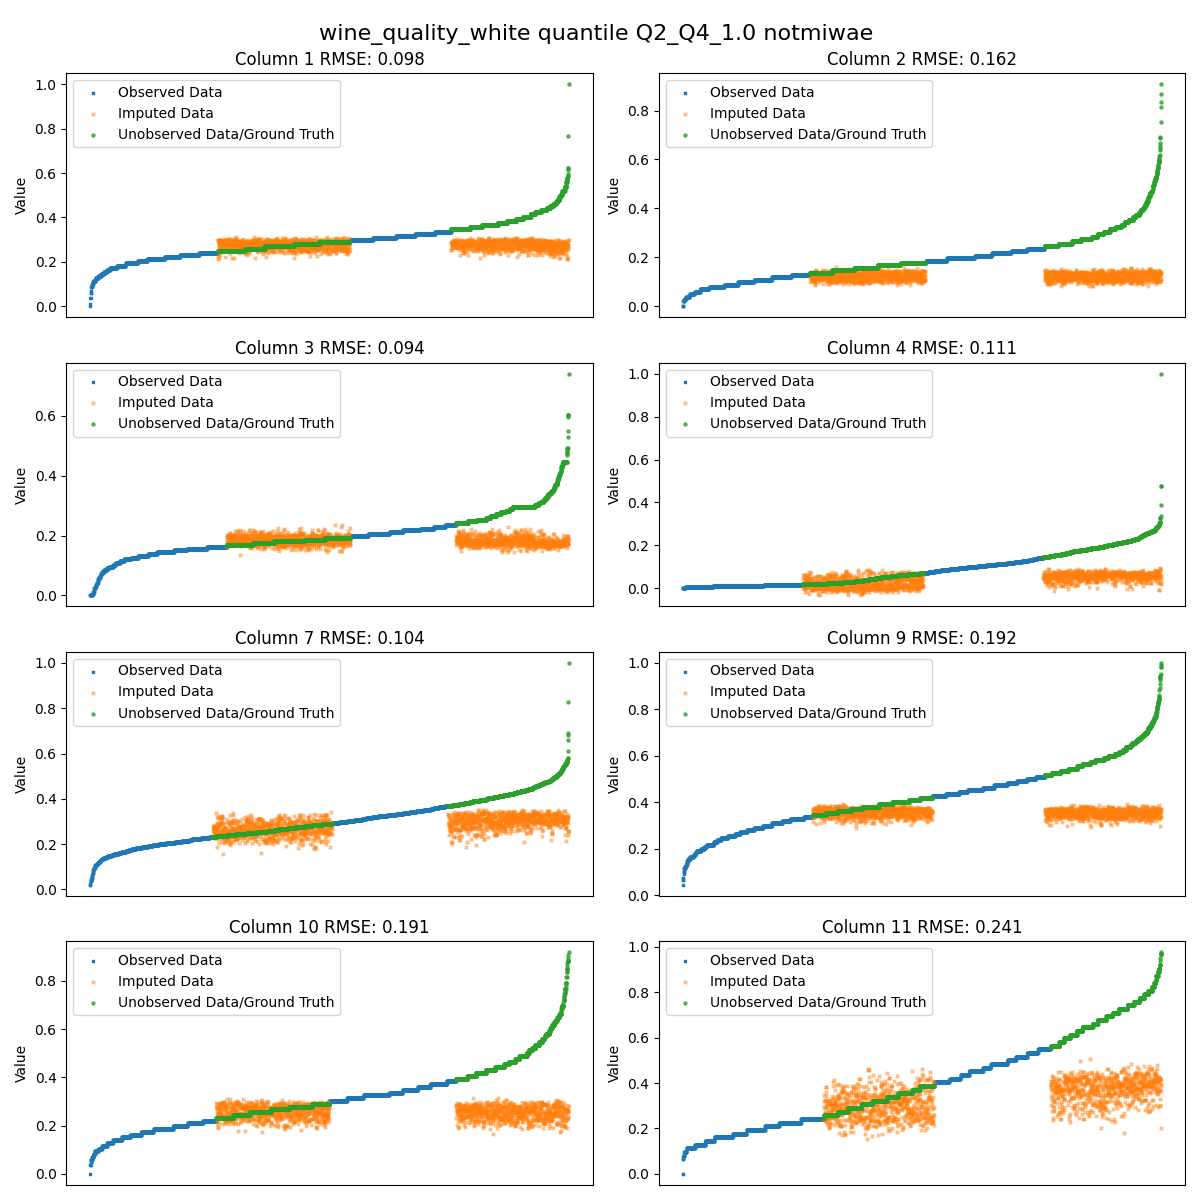 wine_quality_white quantile Q2_Q4_1.0 notmiwae
Column 1 RMSE: 0.098
Observed Data
Imputed Data
Unobserved Data/Ground Truth
Value
1.0
0.8
0.6
0.4
0.2
0.0
Column 2 RMSE: 0.162
Observed Data
Imputed Data
Unobserved Data/Ground Truth
Value
0.8
0.6
0.4
0.2
0.0
Column 3 RMSE: 0.094
Observed Data
Imputed Data
Unobserved Data/Ground Truth
Value
0.6
0.4
0.2
0.0
Column 4 RMSE: 0.111
Observed Data
Imputed Data
Unobserved Data/Ground Truth
Value
1.0
0.8
0.6
0.4
0.2
0.0
Column 7 RMSE: 0.104
Observed Data
Imputed Data
Unobserved Data/Ground Truth
Value
1.0
0.8
0.6
0.4
0.2
0.0
Column 9 RMSE: 0.192
Observed Data
Imputed Data
Unobserved Data/Ground Truth
Value
1.0
0.8
0.6
0.4
0.2
0.0
Column 10 RMSE: 0.191
Observed Data
Imputed Data
Unobserved Data/Ground Truth
Value
0.8
0.6
0.4
0.2
0.0
Column 11 RMSE: 0.241
Observed Data
Imputed Data
Unobserved Data/Ground Truth
Value
1.0
0.8
0.6
0.4
0.2
0.0